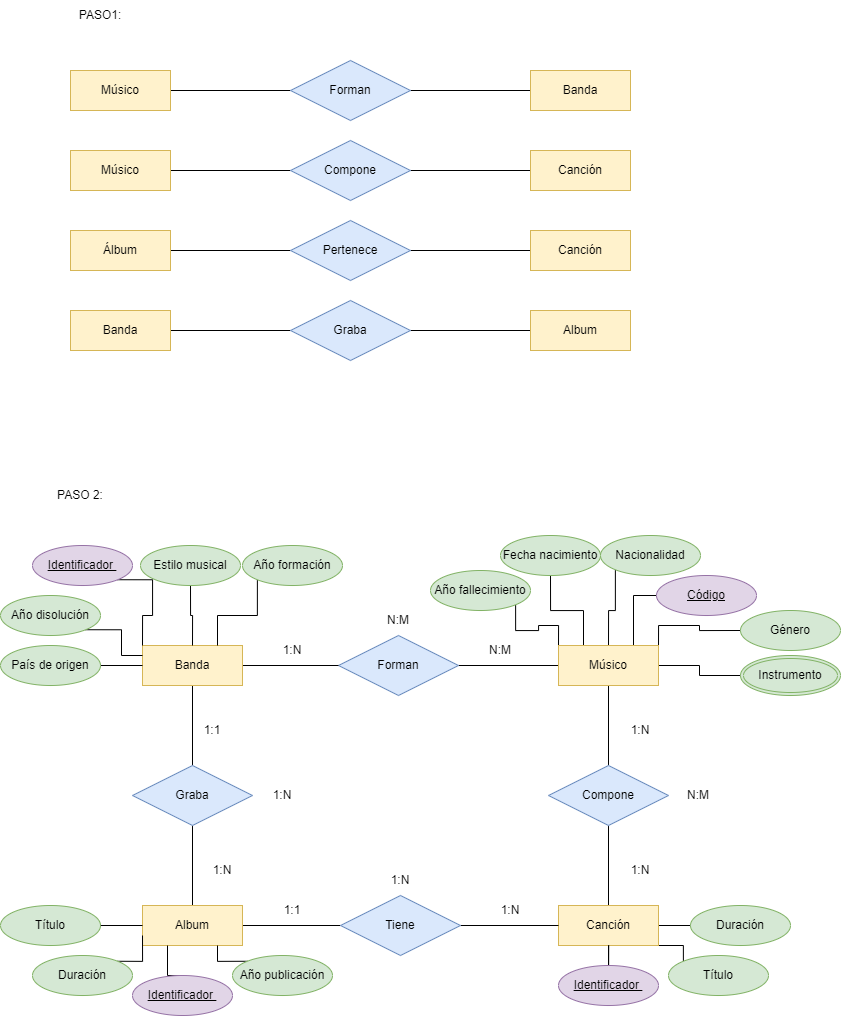 PASO1:
Músico
Forman
Banda
Músico
Compone
Canción
Álbum
Pertenece
Canción
Banda
Graba
Album
PASO 2:
Identificador
Estilo musical
Año formación
Fecha nacimiento
Nacionalidad
Año fallecimiento
Código
Año disolución
País de origen
Género
Instrumento
N:M
Banda
1:N
Forman
N:M
Músico
1:1
1:N
Graba
1:N
Compone
N:M
1:N
1:N
1:N
Título
Album
1:1
Tiene
1:N
Canción
Duración
Duración
Identificador
Año publicación
Identificador
Título